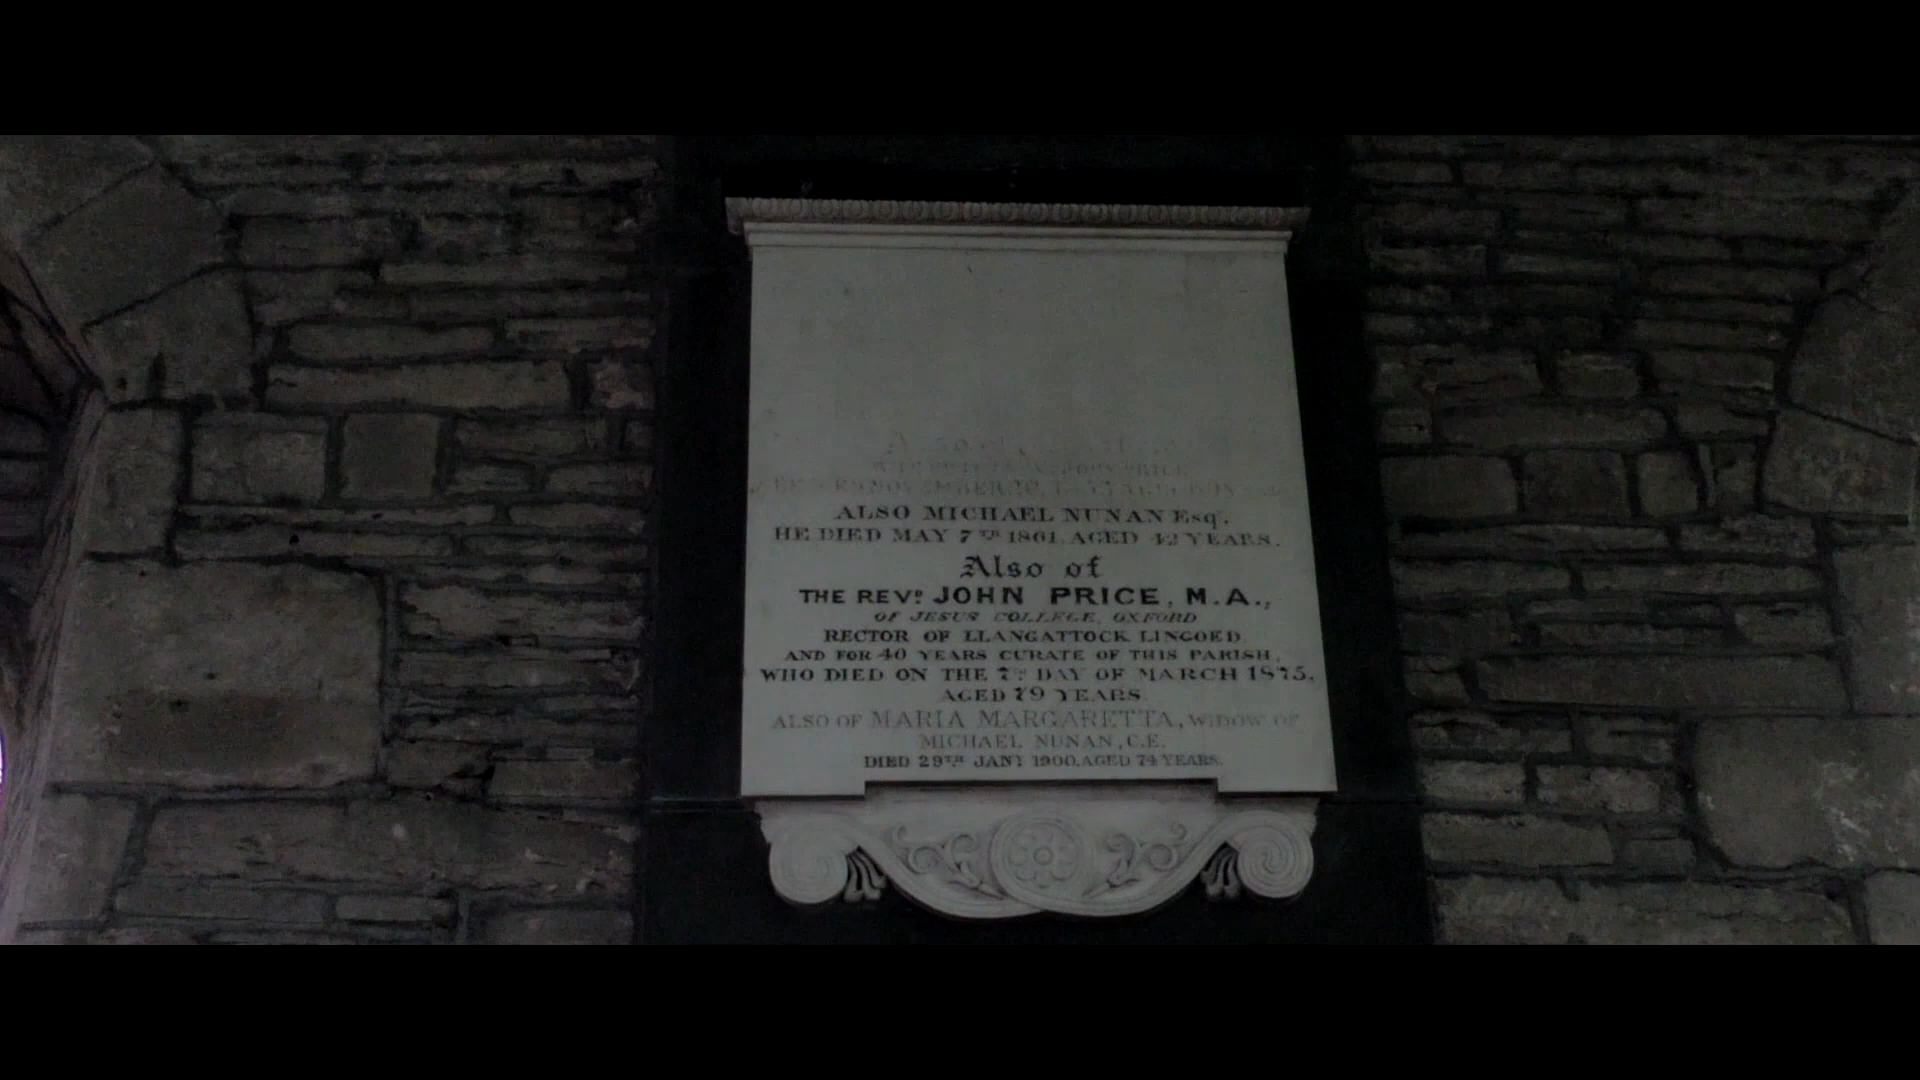 JOHN PRICE
ALSO MICHAEL NUNAN Esqr.
HE DIED MAY 7TH 1861. AGED 42 YEARS.
Also of
THE REVD. JOHN PRICE, M.A.,
OF JESUS COLLEGE, OXFORD
RECTOR OF LLANGATTOCK LINGOED
AND FOR 40 YEARS CURATE OF THIS PARISH,
WHO DIED ON THE 7TH DAY OF MARCH 1875,
AGED 79 YEARS.
ALSO OF MARIA MARGARETTA, WIDOW OF
MICHAEL NUNAN, C.E.
DIED 29TH JANY 1900. AGED 74 YEARS.